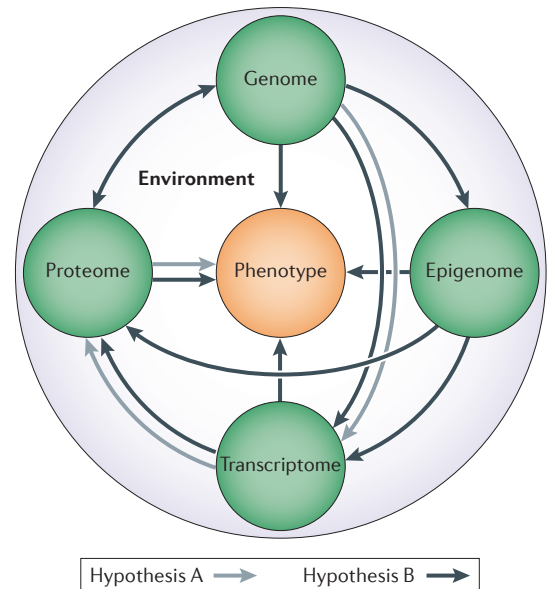 Genome
Environment
Proteome
Phenotype
Epigenome
Transcriptome
Hypothesis A
Hypothesis B